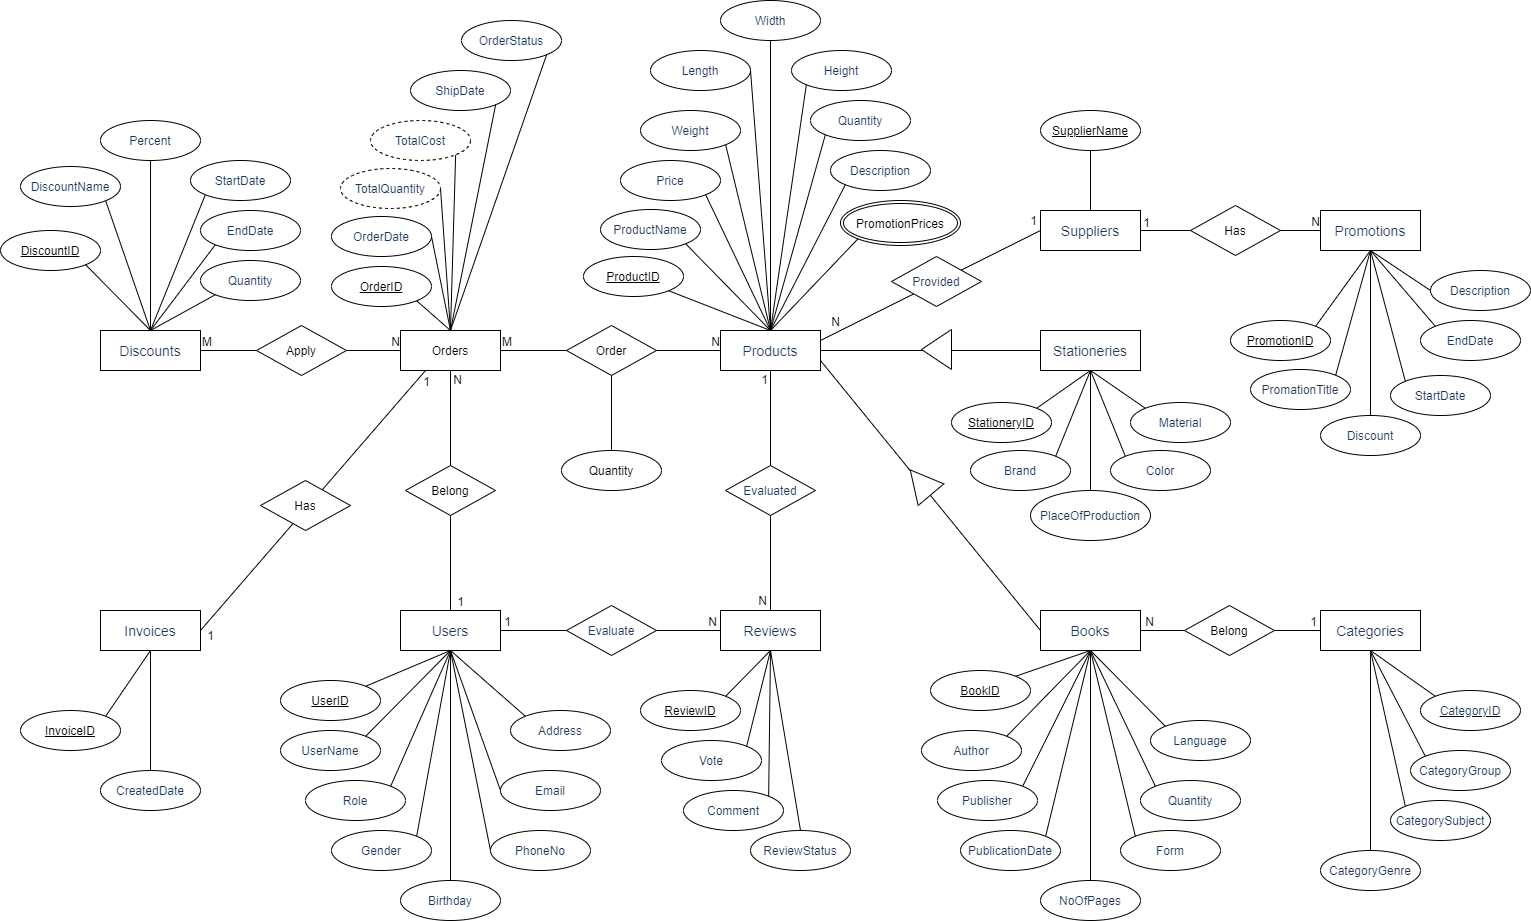 Width
OrderStatus
Length
Height
ShipDate
Quantity
Weight
SupplierName
TotalCost
Percent
Description
Price
StartDate
DiscountName
TotalQuantity
PromotionPrices
1
1
N
ProductName
EndDate
Suppliers
Has
Promotions
OrderDate
DiscountID
ProductID
Quantity
Provided
OrderID
Description
N
M
N
M
N
PromotionID
EndDate
Discounts
Apply
Orders
Order
Products
Stationeries
1
N
1
PromationTitle
StartDate
StationeryID
Material
Discount
Quantity
Brand
Color
Belong
Evaluated
Has
PlaceOfProduction
1
N
1
N
N
1
1
Invoices
Users
Evaluate
Reviews
Books
Belong
Categories
BookID
UserID
ReviewID
CategoryID
InvoiceID
Address
Language
UserName
Author
Vote
CategoryGroup
CreatedDate
Email
Role
Publisher
Quantity
Comment
CategorySubject
Gender
PhoneNo
ReviewStatus
PublicationDate
Form
CategoryGenre
Birthday
NoOfPages